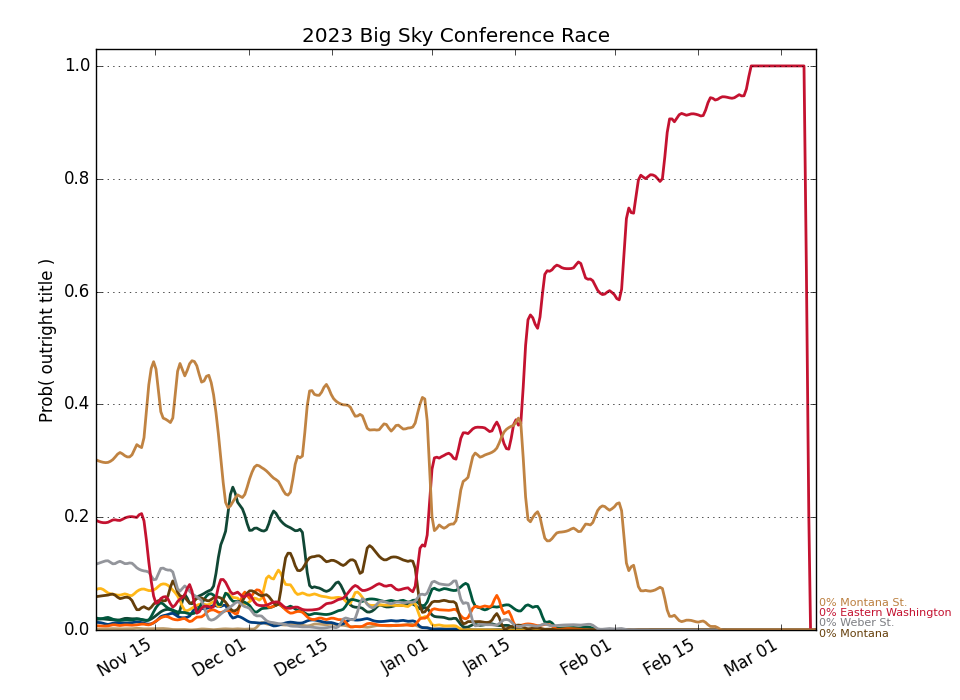 2023 Big Sky Conference Race
Prob( outright title )
1.0
0.8
0.6
0.4
0.2
0.0
Nov 15
Dec 01
Dec 15
Jan 01
Jan 15
Feb 01
Feb 15
Mar 01
0% Montana St.
0% Eastern Washington
0% Weber St.
0% Montana